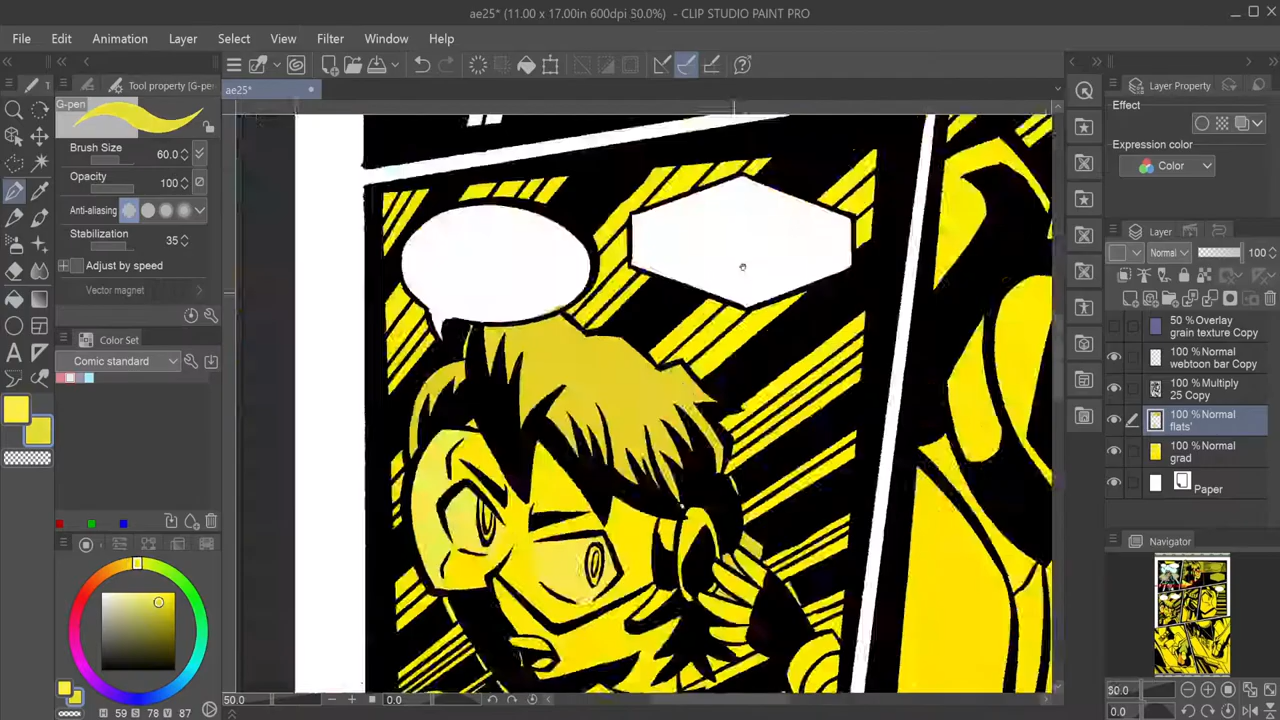 ae25* (11.00 x 17.00in 600dpi 50.0%) - CLIP STUDIO PAINT PRO
File Edit Animation Layer Select View Filter Window Help
Tool property [G-pen
ae25*
Layer Property
G-pen
Effect
Brush Size 60.0
Expression color
Color
Opacity 100
Anti-aliasing
Layer
Stabilization 35
Normal 100
Adjust by speed
Vector magnet
50 % Overlay
grain texture Copy
Color Set
100 % Normal
webtoon bar Copy
Comic standard
100 % Multiply
25 Copy
100 % Normal
flats'
100 % Normal
grad
Paper
Navigator
50.0
0.0
50.0
0.0
H 59 S 78 V 87